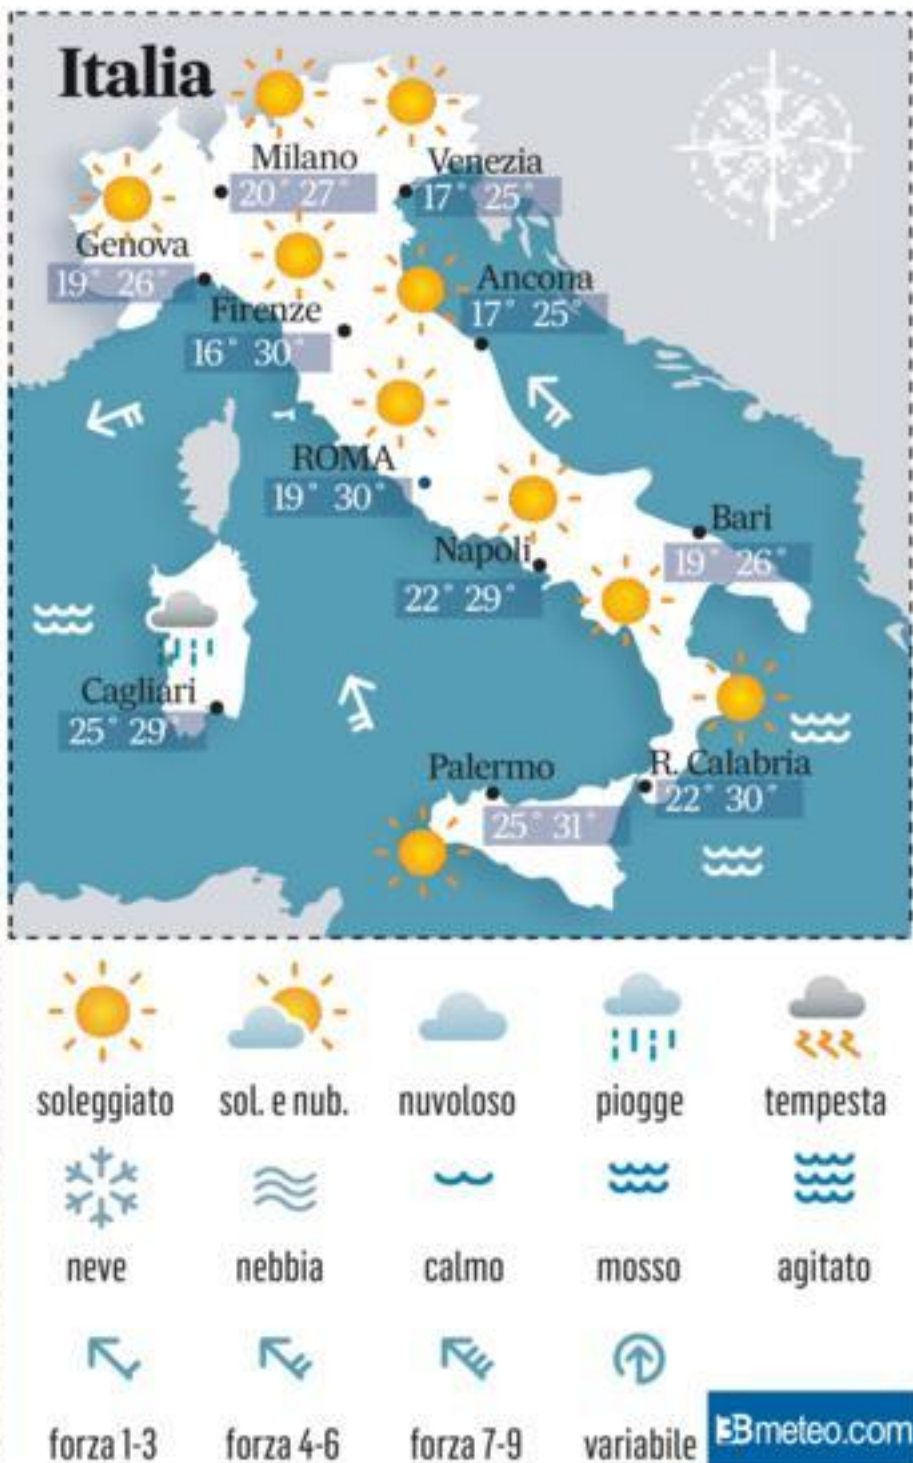 Italia
Milano
20° 27°
Venezia
17° 25°
Genova
19° 26°
Ancona
17° 25°
Firenze
16° 30°
ROMA
19° 30°
Bari
19° 26°
Napoli
22° 29°
Cagliari
25° 29°
Palermo
25° 31°
R. Calabria
22° 30°
soleggiato
sol. e nub.
nuvoloso
piogge
tempesta
neve
nebbia
calmo
mosso
agitato
forza 1-3
forza 4-6
forza 7-9
variabile
3Bmeteo.com